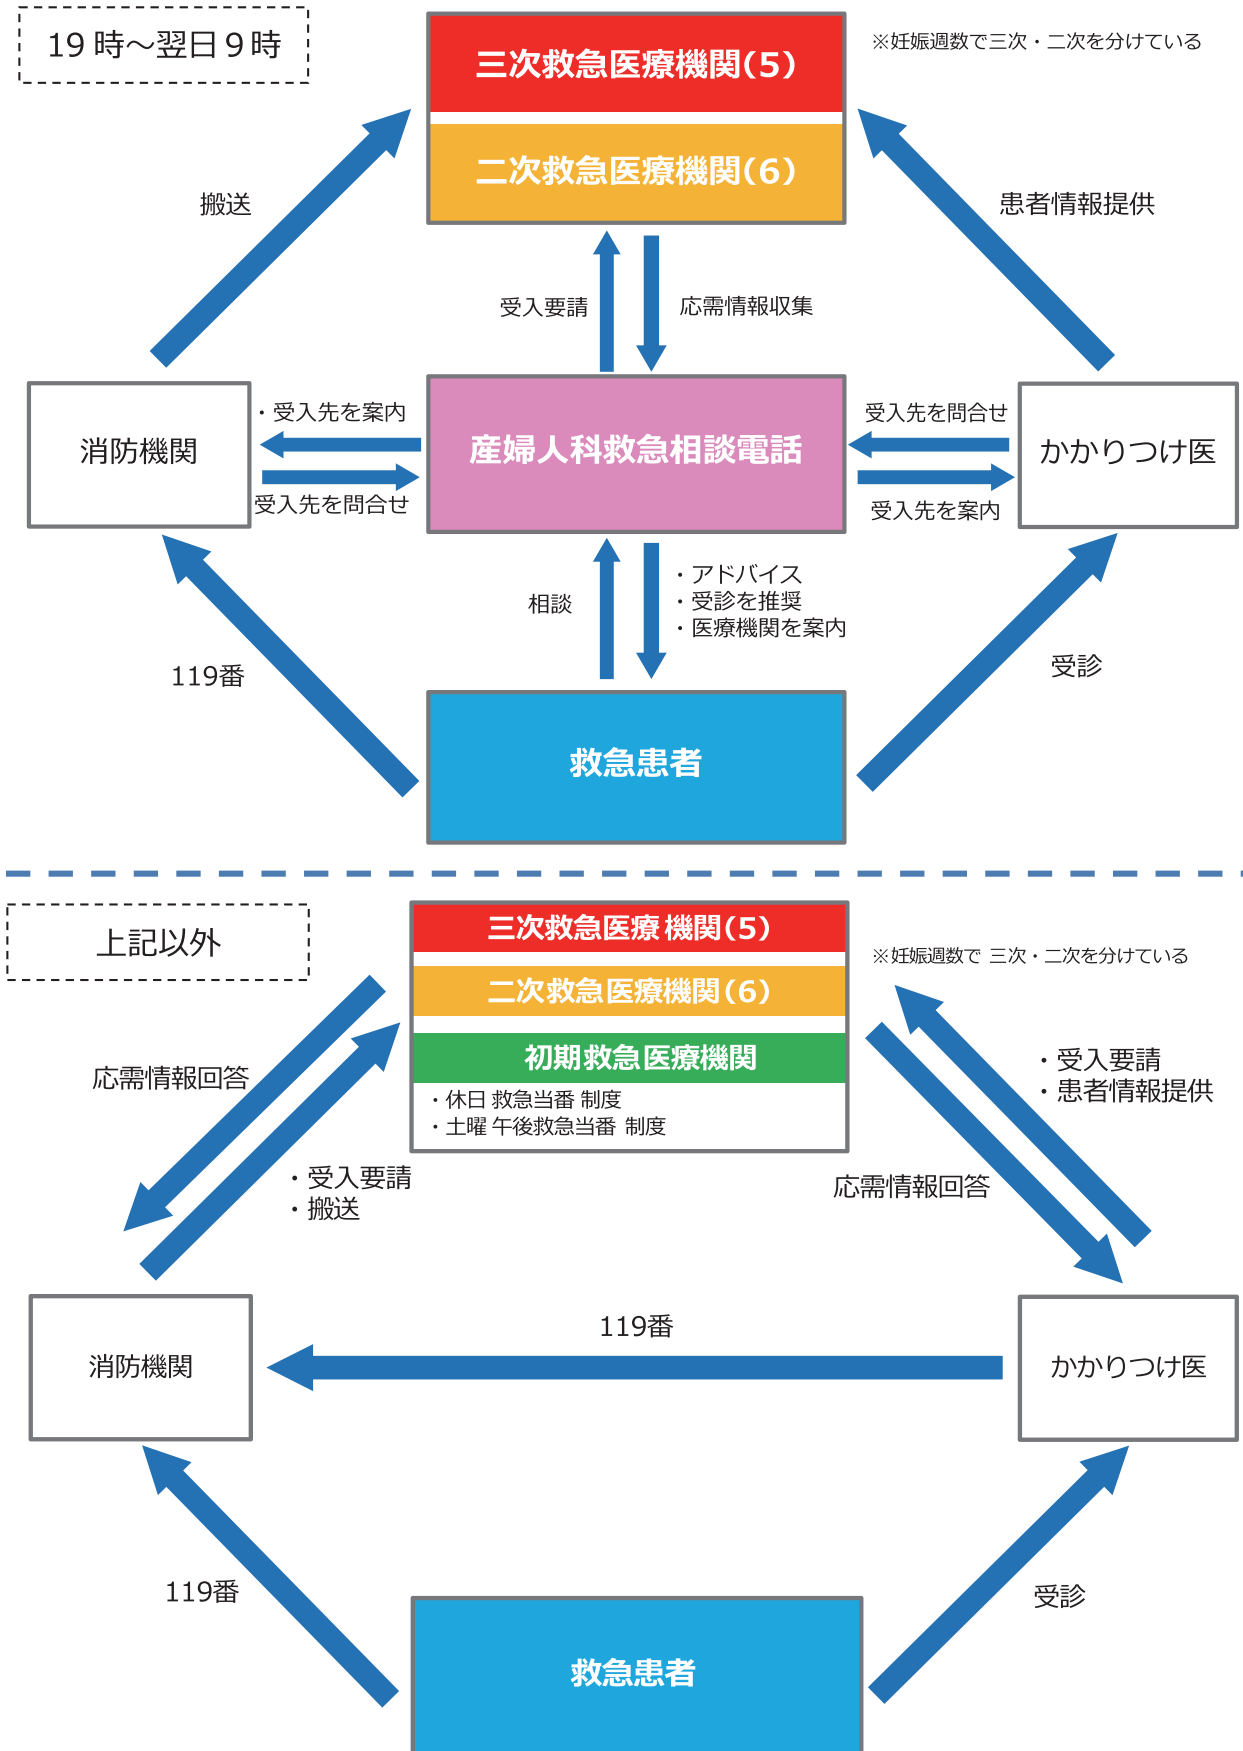 19時～翌日9時
三次救急医療機関(5)
※妊娠週数で三次・二次を分けている
二次救急医療機関(6)
搬送
患者情報提供
受入要請
応需情報収集
消防機関
・受入先を案内
受入先を問合せ
産婦人科救急相談電話
受入先を問合せ
受入先を案内
かかりつけ医
相談
・アドバイス
・受診を推奨
・医療機関を案内
119番
受診
救急患者
上記以外
三次救急医療機関(5)
※妊娠週数で 三次・二次を分けている
二次救急医療機関(6)
初期救急医療機関
・休日 救急当番 制度
・土曜 午後救急当番 制度
応需情報回答
・受入要請
・搬送
・受入要請
・患者情報提供
応需情報回答
119番
消防機関
かかりつけ医
119番
受診
救急患者